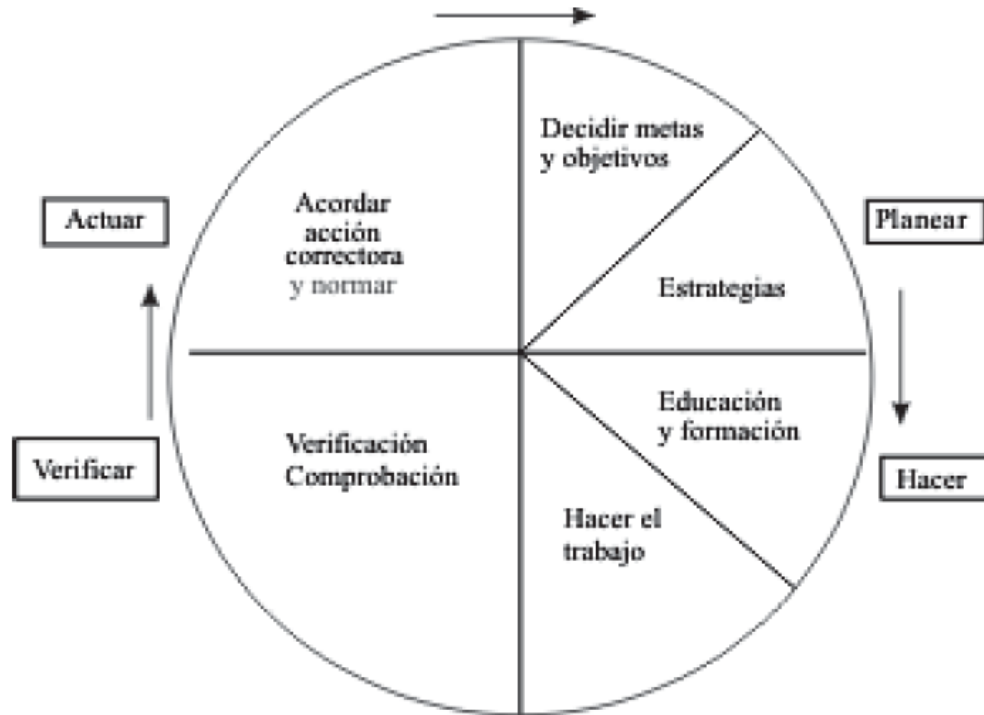 Decidir metas
y objetivos
Actuar
Acordar
acción
correctora
y normar
Planear
Estrategias
Educación
y formación
Verificar
Verificación
Comprobación
Hacer
Hacer el
trabajo